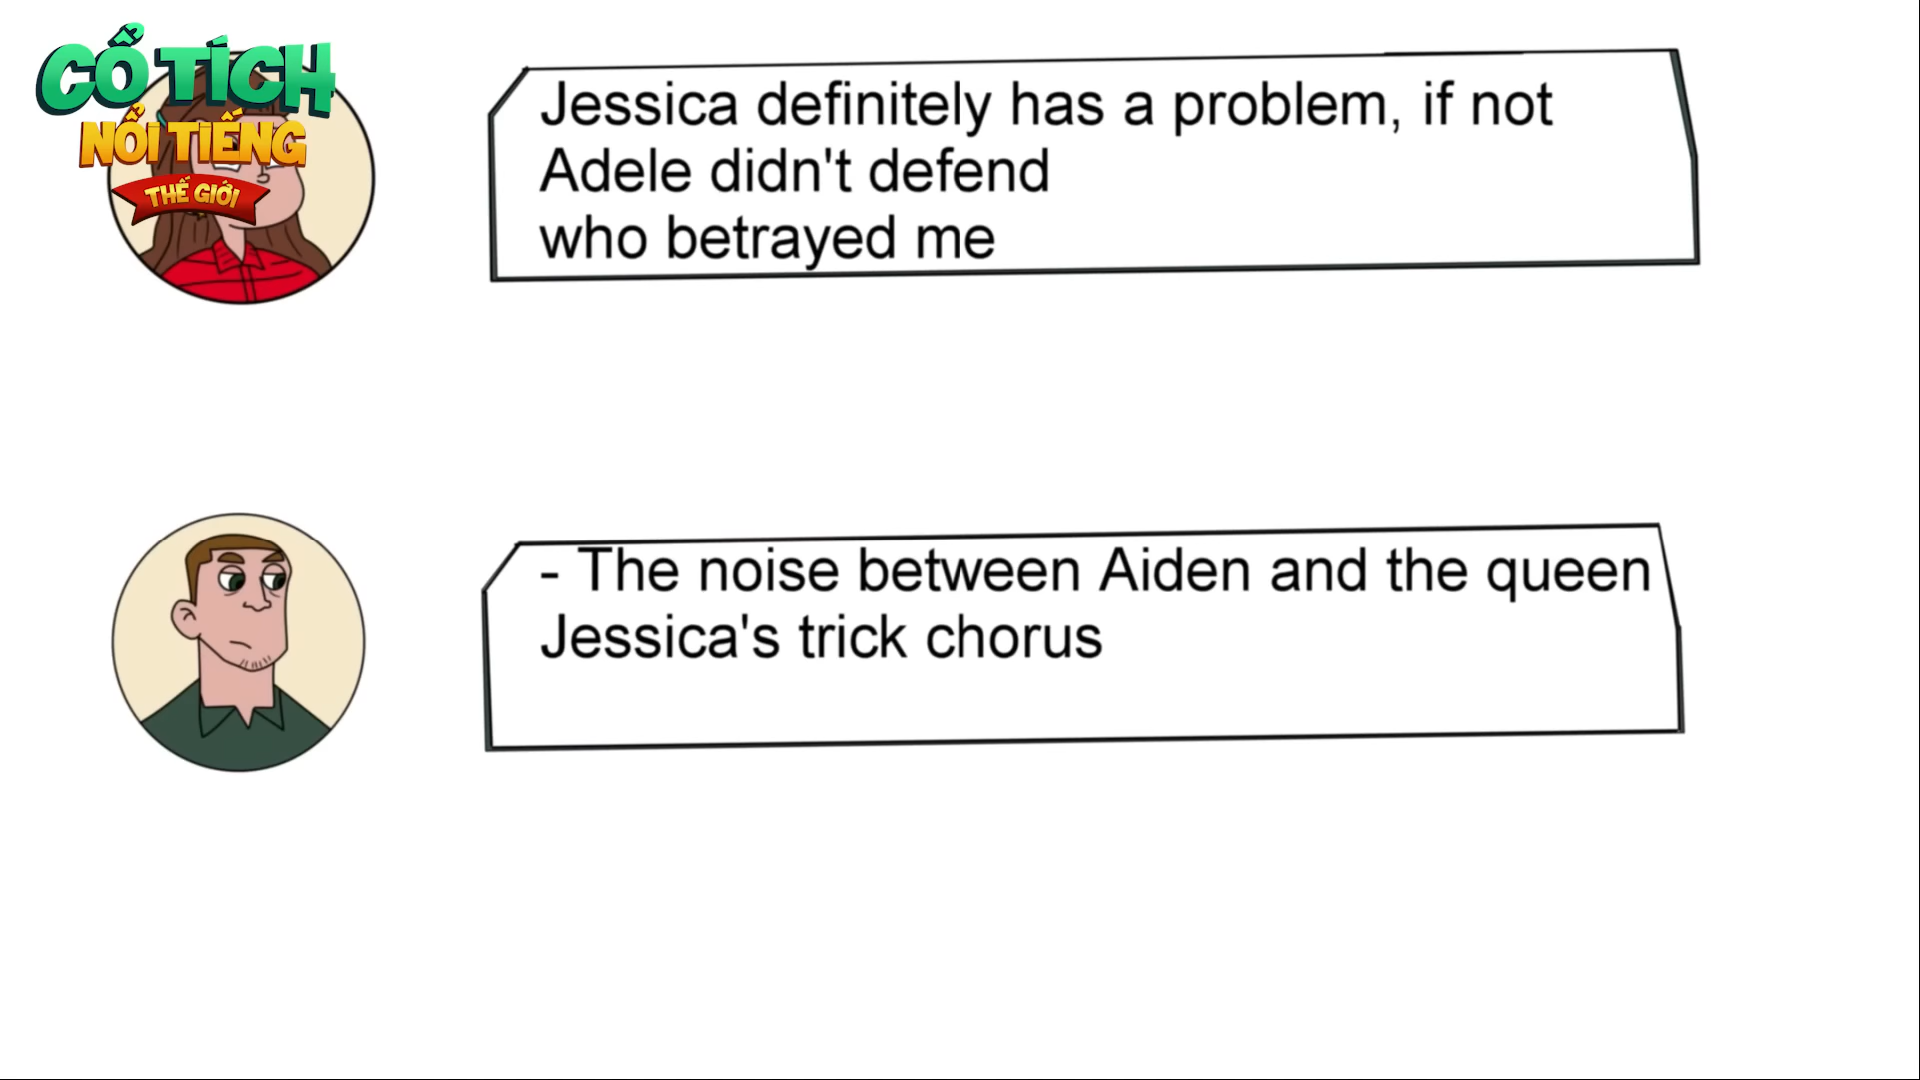 CỔ TÍCH
NỔI TIẾNG
THẾ GIỚI
Jessica definitely has a problem, if not
Adele didn't defend
who betrayed me
- The noise between Aiden and the queen
Jessica's trick chorus